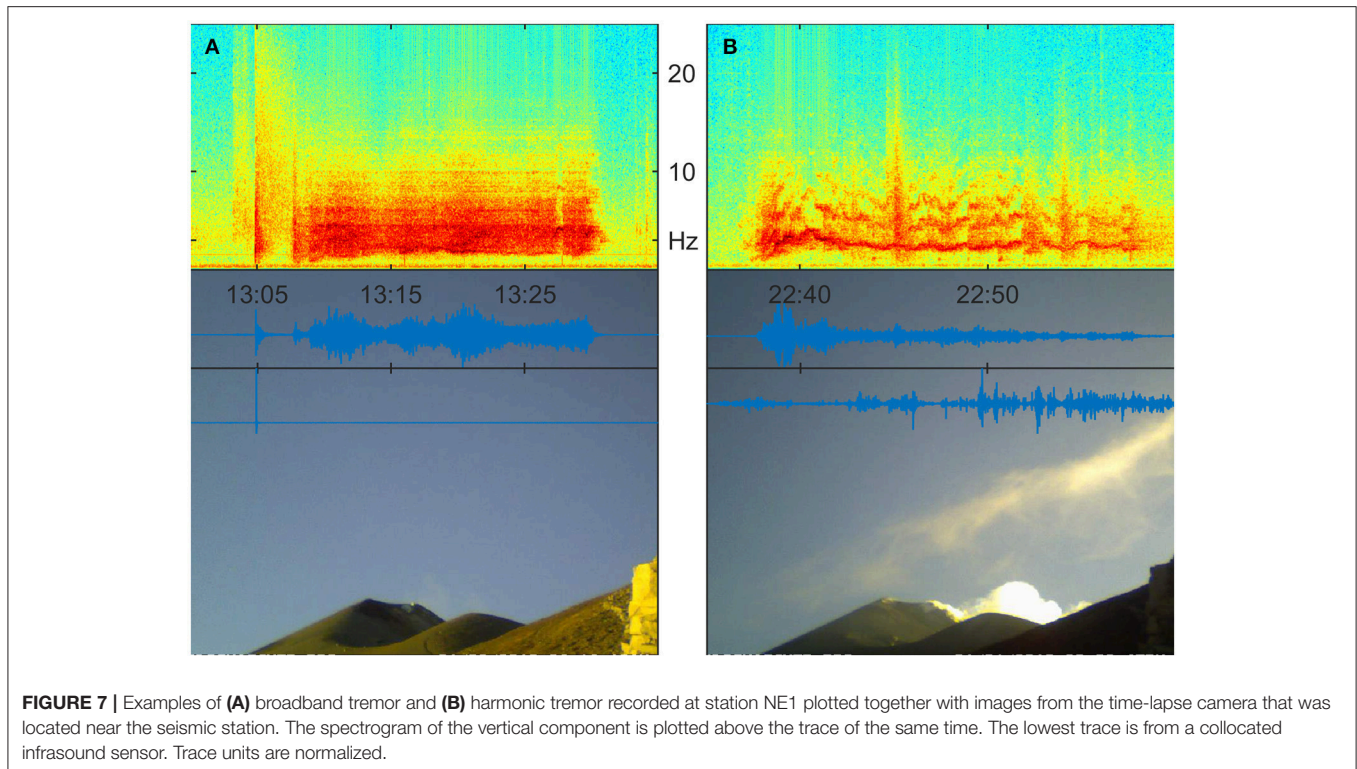 A
B
20
10
Hz
13:05 13:15 13:25
22:40 22:50
FIGURE 7 | Examples of (A) broadband tremor and (B) harmonic tremor recorded at station NE1 plotted together with images from the time-lapse camera that was
located near the seismic station. The spectrogram of the vertical component is plotted above the trace of the same time. The lowest trace is from a collocated
infrasound sensor. Trace units are normalized.